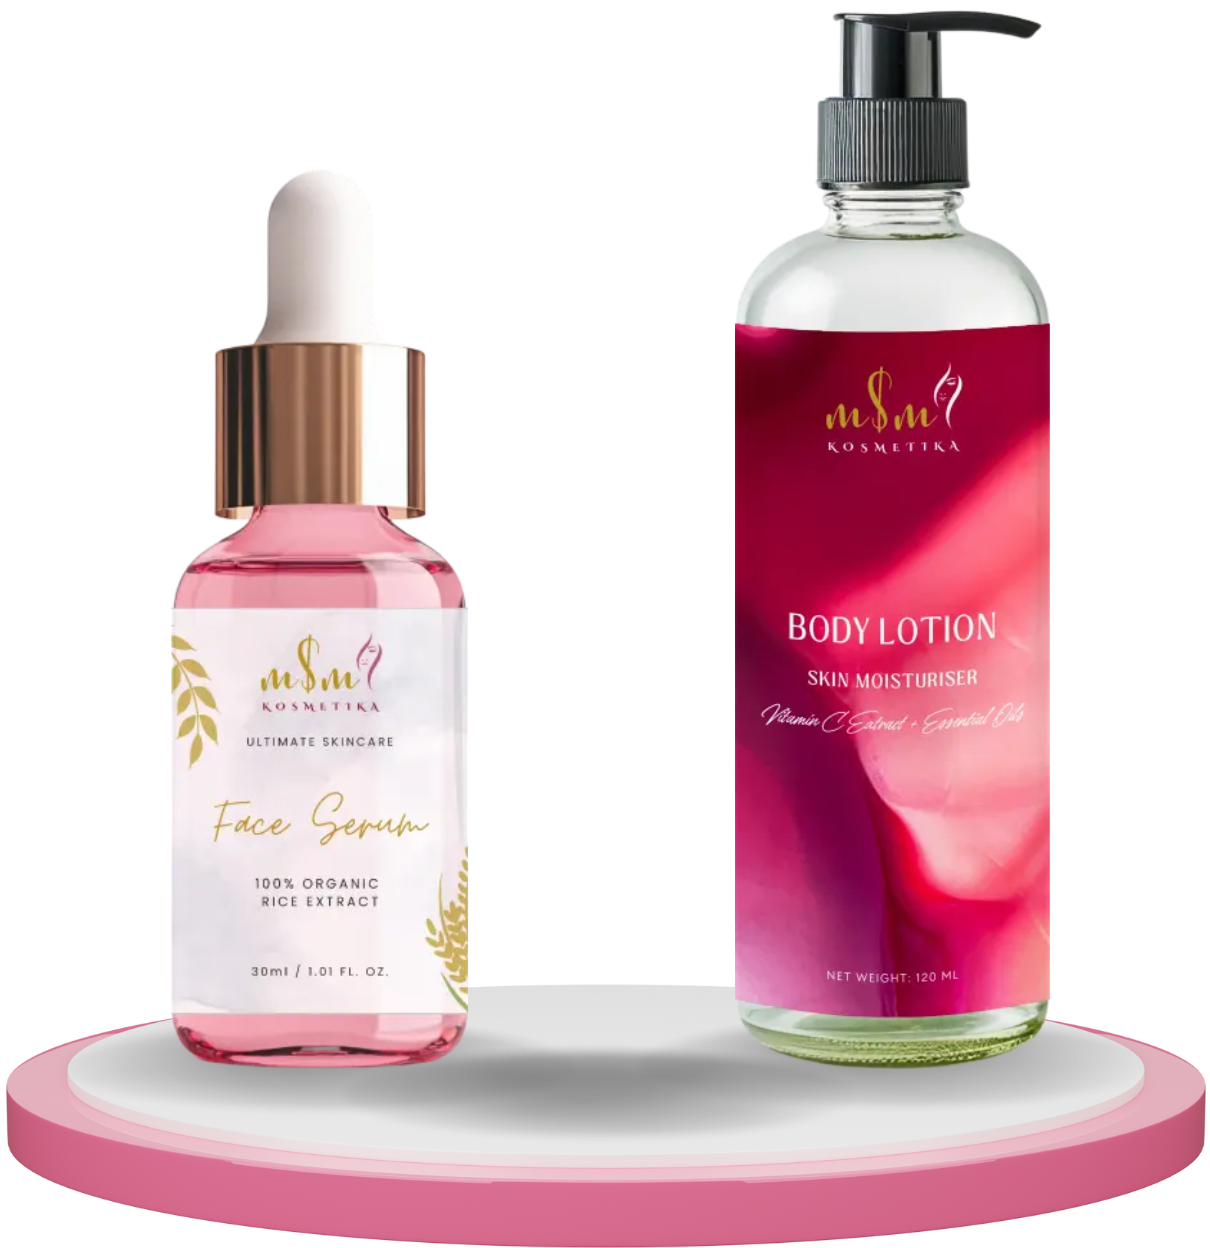 m$m
KOSMETIKA
ULTIMATE SKINCARE
Face Serum
100% ORGANIC
RICE EXTRACT
30ml / 1.01 FL. OZ.
m$m
KOSMETIKA
BODY LOTION
SKIN MOISTURISER
Vitamin C Extract + Essential Oils
NET WEIGHT: 120 ML